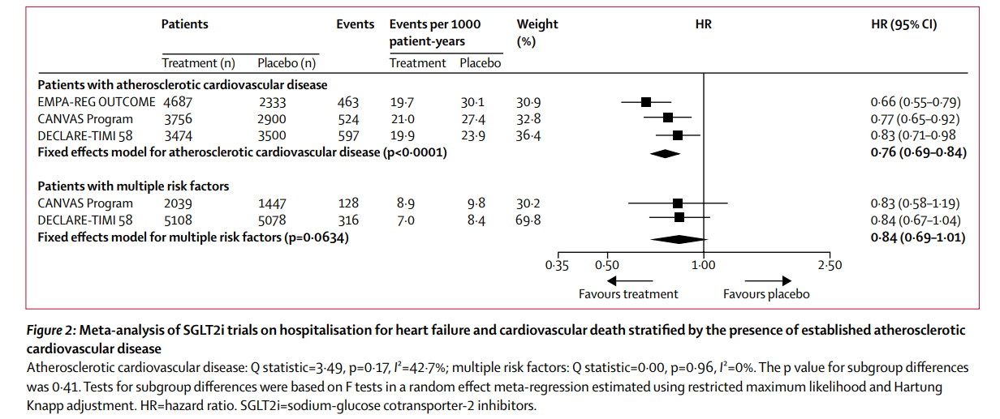 Patients Events Events per 1000 patient-years Weight (%) HR HR (95% CI)
Treatment (n) Placebo (n) Treatment Placebo
Patients with atherosclerotic cardiovascular disease
EMPA-REG OUTCOME 4687 2333 463 19·7 30·1 30·9 0·66 (0·55–0·79)
CANVAS Program 3756 2900 524 21·0 27·4 32·8 0·77 (0·65–0·92)
DECLARE-TIMI 58 3474 3500 597 19·9 23·9 36·4 0·83 (0·71–0·98
Fixed effects model for atherosclerotic cardiovascular disease (p<0·0001) 0·76 (0·69–0·84)
Patients with multiple risk factors
CANVAS Program 2039 1447 128 8·9 9·8 30·2 0·83 (0·58–1·19)
DECLARE-TIMI 58 5108 5078 316 7·0 8·4 69·8 0·84 (0·67–1·04)
Fixed effects model for multiple risk factors (p=0·0634) 0·84 (0·69–1·01)
0·35 0·50 1·00 2·50
Favours treatment Favours placebo
Figure 2: Meta-analysis of SGLT2i trials on hospitalisation for heart failure and cardiovascular death stratified by the presence of established atherosclerotic
cardiovascular disease
Atherosclerotic cardiovascular disease: Q statistic=3·49, p=0·17, I²=42·7%; multiple risk factors: Q statistic=0·00, p=0·96, I²=0%. The p value for subgroup differences
was 0·41. Tests for subgroup differences were based on F tests in a random effect meta-regression estimated using restricted maximum likelihood and Hartung
Knapp adjustment. HR=hazard ratio. SGLT2i=sodium-glucose cotransporter-2 inhibitors.